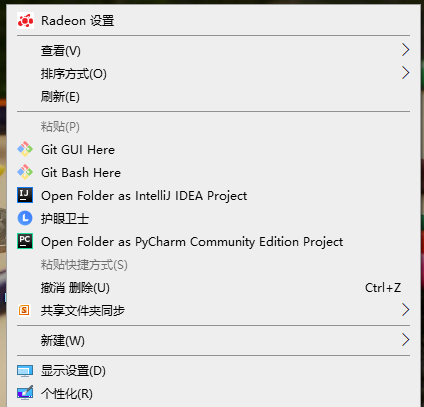 Radeon 设置
查看(V)
排序方式(O)
刷新(E)
粘贴(P)
Git GUI Here
Git Bash Here
Open Folder as IntelliJ IDEA Project
护眼卫士
Open Folder as PyCharm Community Edition Project
粘贴快捷方式(S)
撤消 删除(U) Ctrl+Z
共享文件夹同步
新建(W)
显示设置(D)
个性化(R)